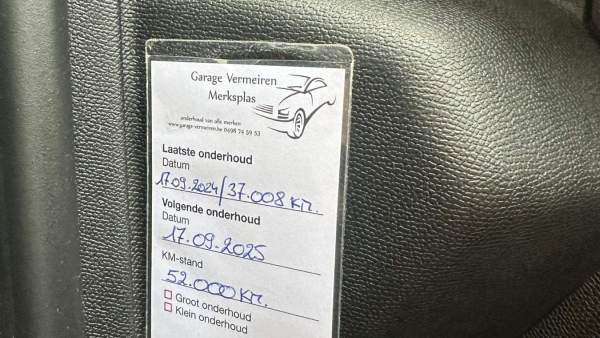 Garage Vermeiren
Merksplas
onderhoud van alle merken
www.garage-vermeiren.be 0498 74 59 53
Laatste onderhoud
Datum
17.09.2024/37.008 KM.
Volgende onderhoud
Datum
17.09.2025
KM-stand
52.000 KM.
☐ Groot onderhoud
☐ Klein onderhoud